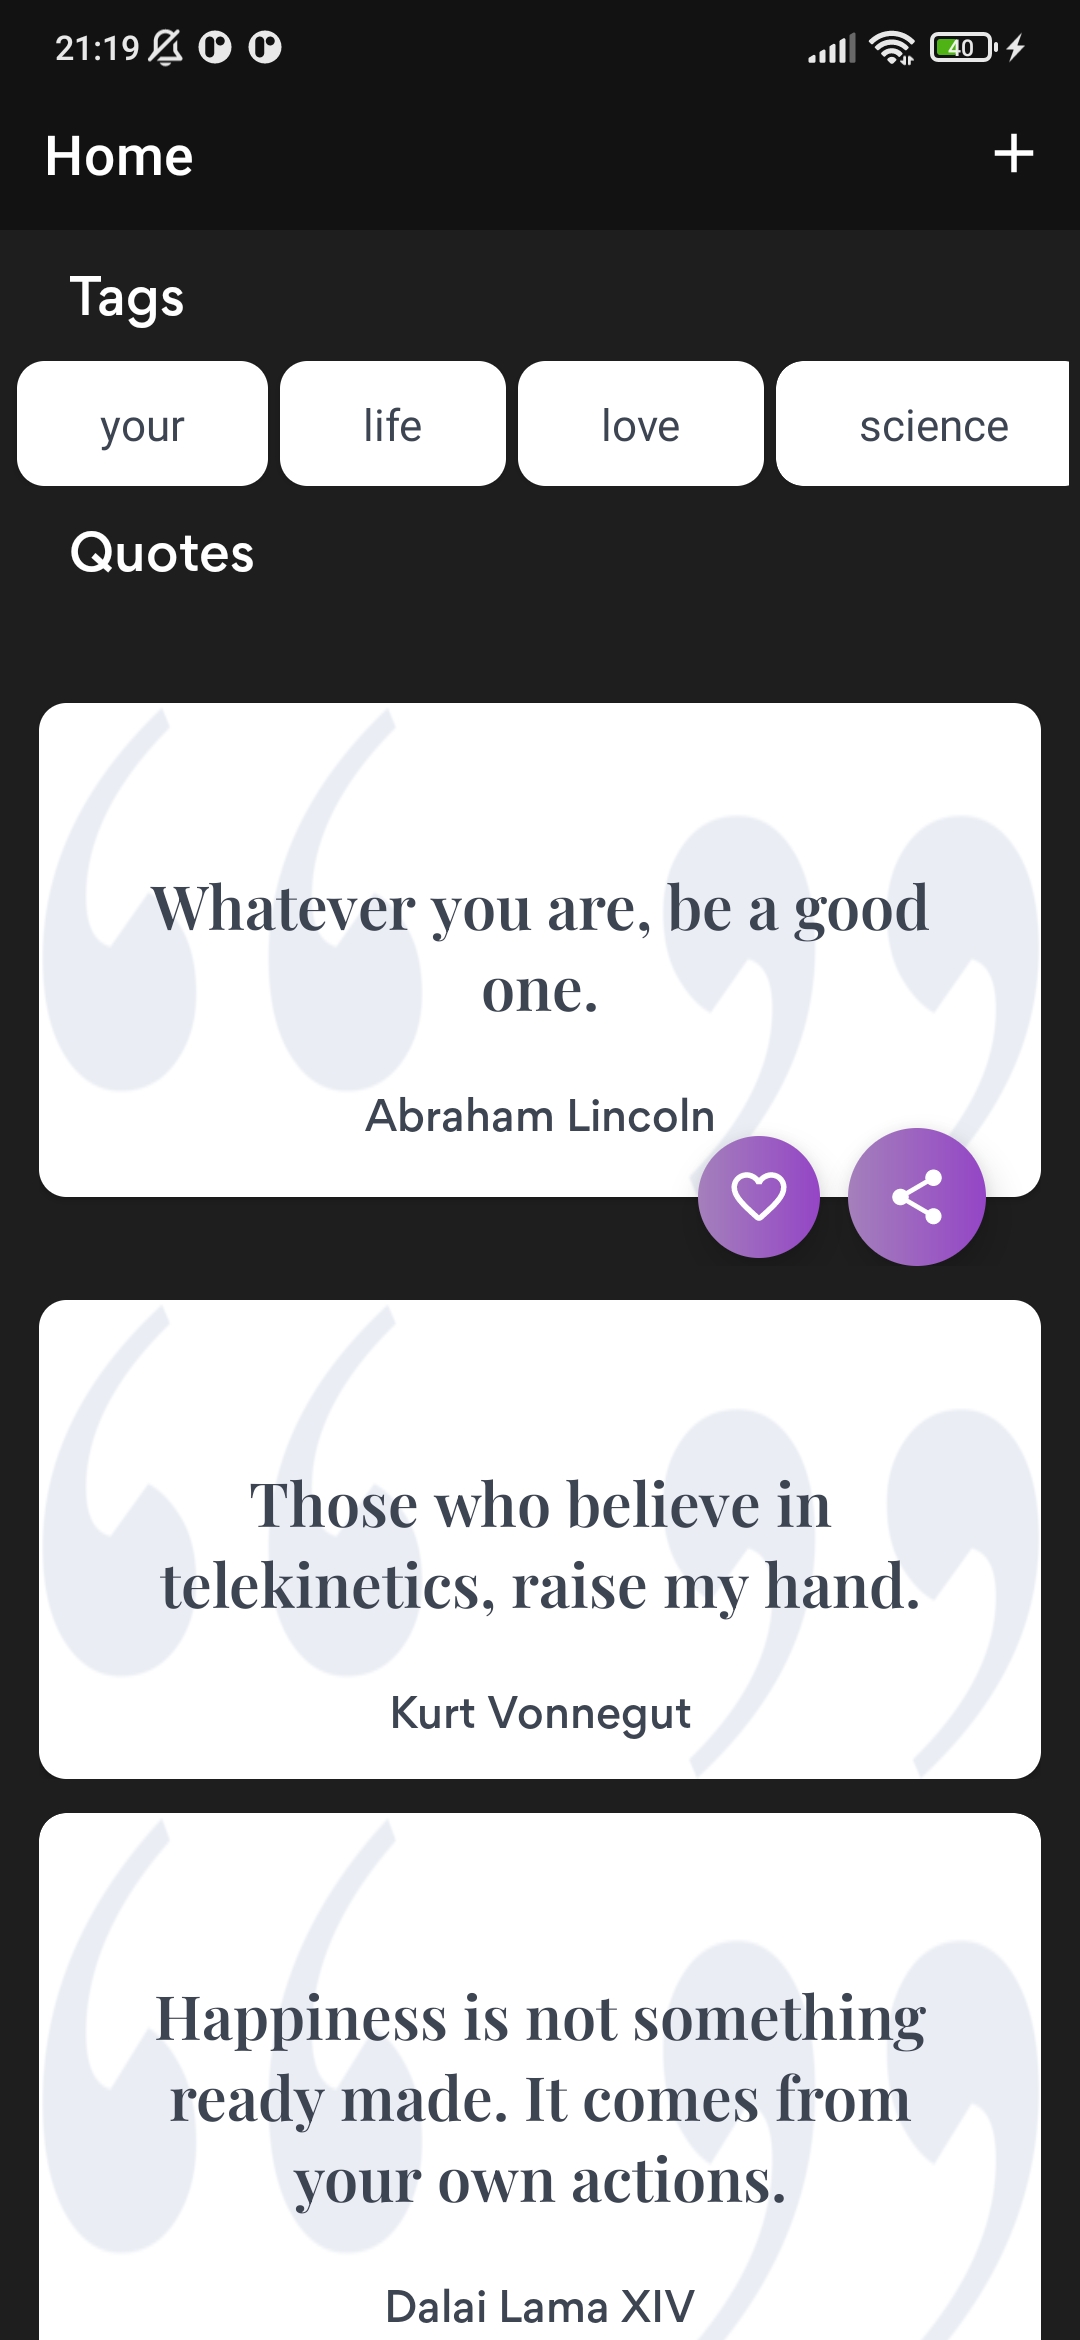 21:19
40
Home
Tags
your life love science
Quotes
Whatever you are, be a good
one.
Abraham Lincoln
Those who believe in
telekinetics, raise my hand.
Kurt Vonnegut
Happiness is not something
ready made. It comes from
your own actions.
Dalai Lama XIV